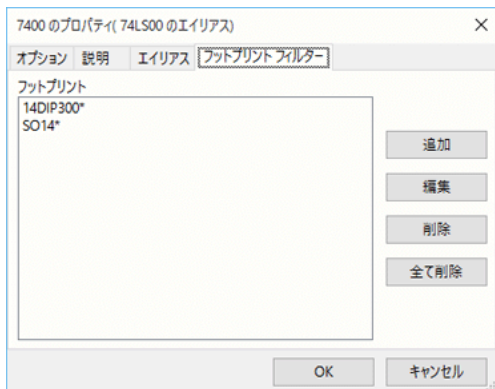 7400 のプロパティ( 74LS00 のエイリアス)
オプション 説明 エイリアス フットプリント フィルター
フットプリント
14DIP300*
SO14*
追加
編集
削除
全て削除
OK キャンセル